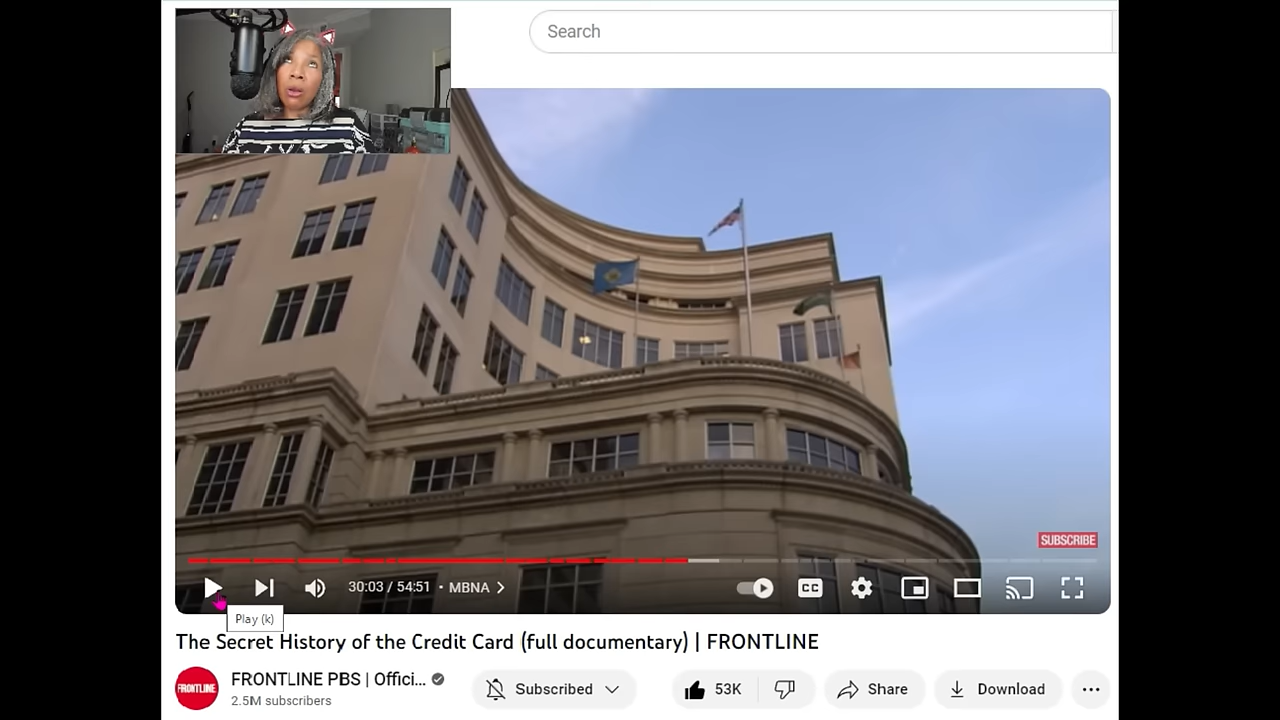 Search
SUBSCRIBE
30:03 / 54:51 • MBNA
CC
Play (k)
The Secret History of the Credit Card (full documentary) | FRONTLINE
FRONTLINE
FRONTLINE PBS | Offici...
2.5M subscribers
Subscribed
53K
Share
Download